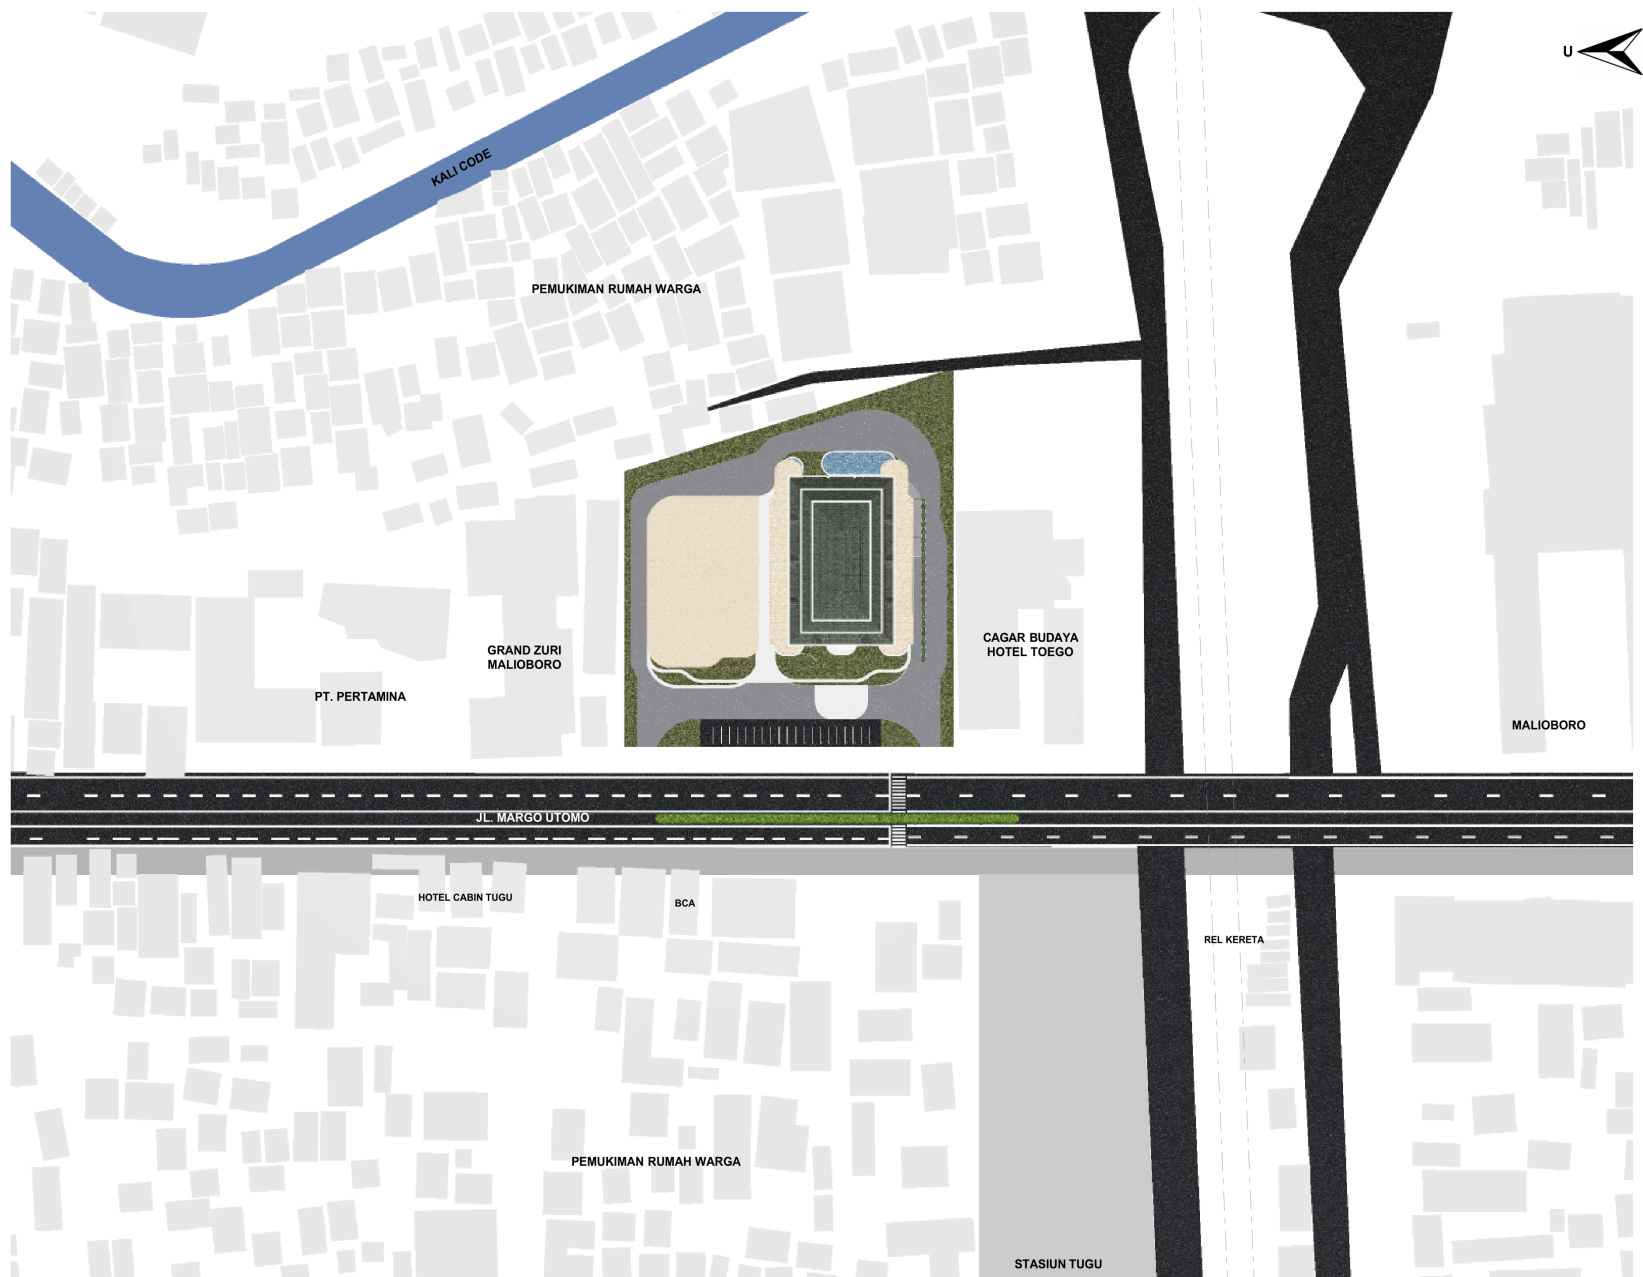 U
KALI CODE
PEMUKIMAN RUMAH WARGA
GRAND ZURI
MALIOBORO
CAGAR BUDAYA
HOTEL TOEGO
PT. PERTAMINA
MALIOBORO
JL. MARGO UTOMO
HOTEL CABIN TUGU
BCA
REL KERETA
PEMUKIMAN RUMAH WARGA
STASIUN TUGU